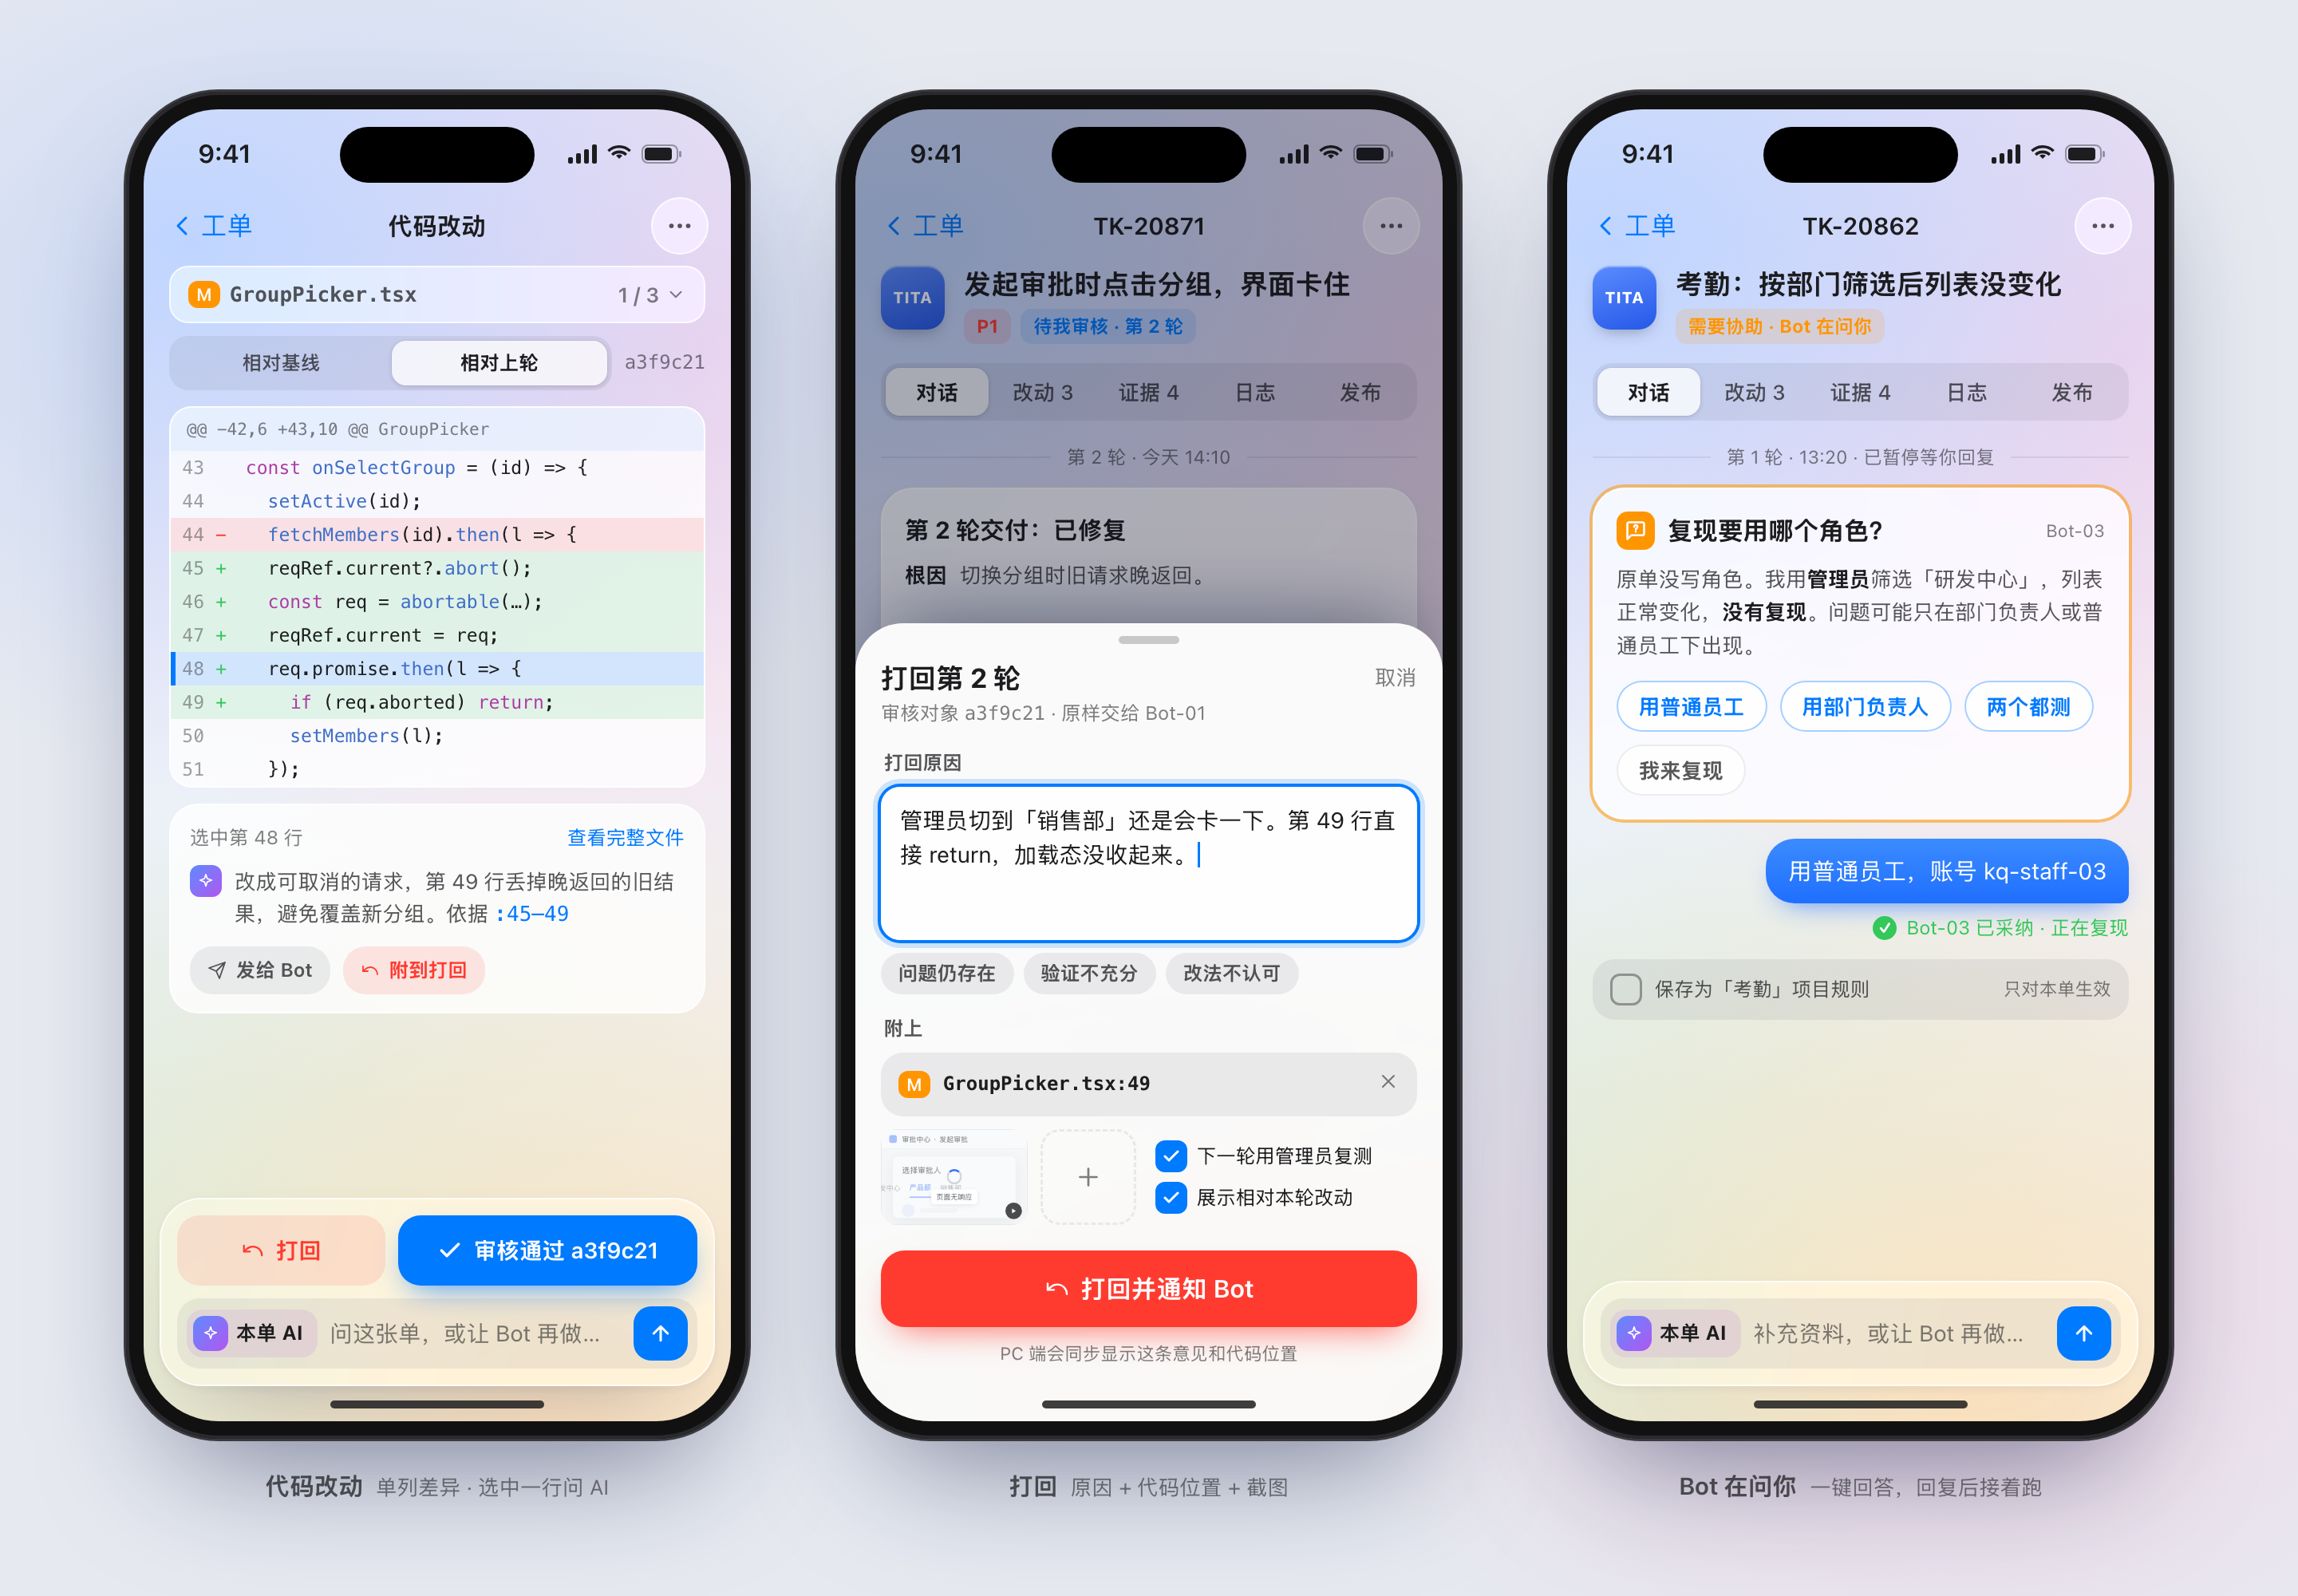 9:41
工单
代码改动
M GroupPicker.tsx 1 / 3
相对基线 相对上轮 a3f9c21
@@ −42,6 +43,10 @@ GroupPicker
43 const onSelectGroup = (id) => {
44 setActive(id);
44 − fetchMembers(id).then(l => {
45 + reqRef.current?.abort();
46 + const req = abortable(…);
47 + reqRef.current = req;
48 + req.promise.then(l => {
49 + if (req.aborted) return;
50 setMembers(l);
51 });
选中第 48 行 查看完整文件
改成可取消的请求，第 49 行丢掉晚返回的旧结
果，避免覆盖新分组。依据 :45–49
发给 Bot 附到打回
打回 审核通过 a3f9c21
本单 AI 问这张单，或让 Bot 再做...
代码改动 单列差异 · 选中一行问 AI
9:41
工单 TK-20871
TITA 发起审批时点击分组，界面卡住
P1 待我审核 · 第 2 轮
对话 改动 3 证据 4 日志 发布
第 2 轮 · 今天 14:10
第 2 轮交付：已修复
根因 切换分组时旧请求晚返回。
打回第 2 轮 取消
审核对象 a3f9c21 · 原样交给 Bot-01
打回原因
管理员切到「销售部」还是会卡一下。第 49 行直
接 return，加载态没收起来。
问题仍存在 验证不充分 改法不认可
附上
M GroupPicker.tsx:49
审批中心 · 发起审批
选择审批人
产品部
页面无响应
下一轮用管理员复测
展示相对本轮改动
打回并通知 Bot
PC 端会同步显示这条意见和代码位置
打回 原因 + 代码位置 + 截图
9:41
工单 TK-20862
TITA 考勤：按部门筛选后列表没变化
需要协助 · Bot 在问你
对话 改动 3 证据 4 日志 发布
第 1 轮 · 13:20 · 已暂停等你回复
复现要用哪个角色？ Bot-03
原单没写角色。我用管理员筛选「研发中心」，列表
正常变化，没有复现。问题可能只在部门负责人或普
通员工下出现。
用普通员工 用部门负责人 两个都测
我来复现
用普通员工，账号 kq-staff-03
Bot-03 已采纳 · 正在复现
保存为「考勤」项目规则 只对本单生效
本单 AI 补充资料，或让 Bot 再做...
Bot 在问你 一键回答，回复后接着跑